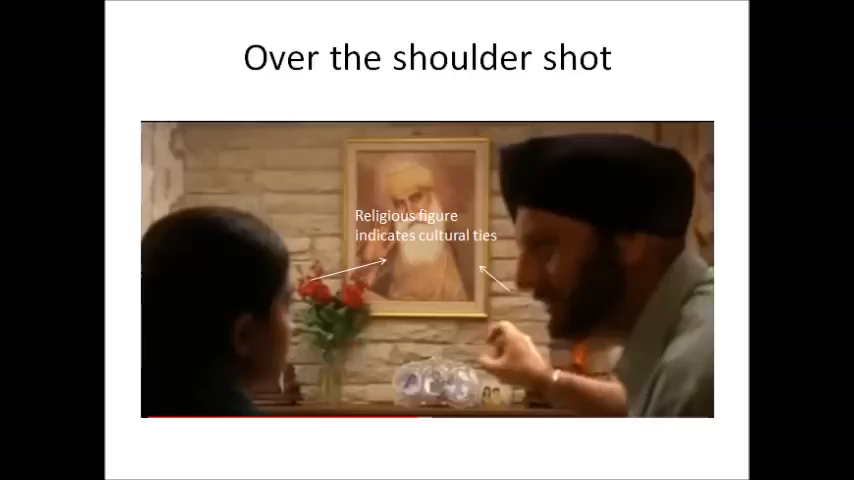 Over the shoulder shot
Religious figure
indicates cultural ties